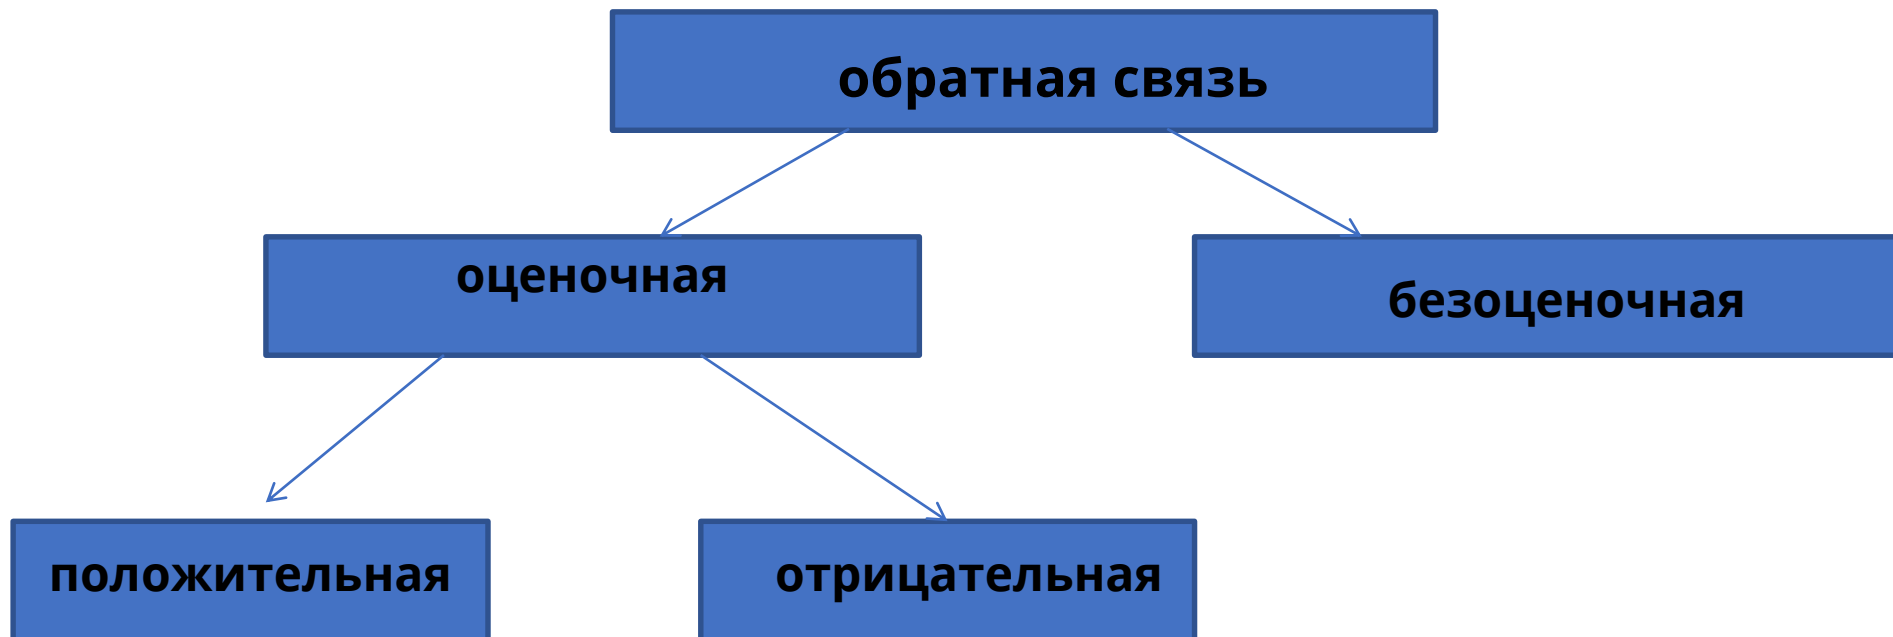 обратная связь
оценочная
безоценочная
положительная
отрицательная